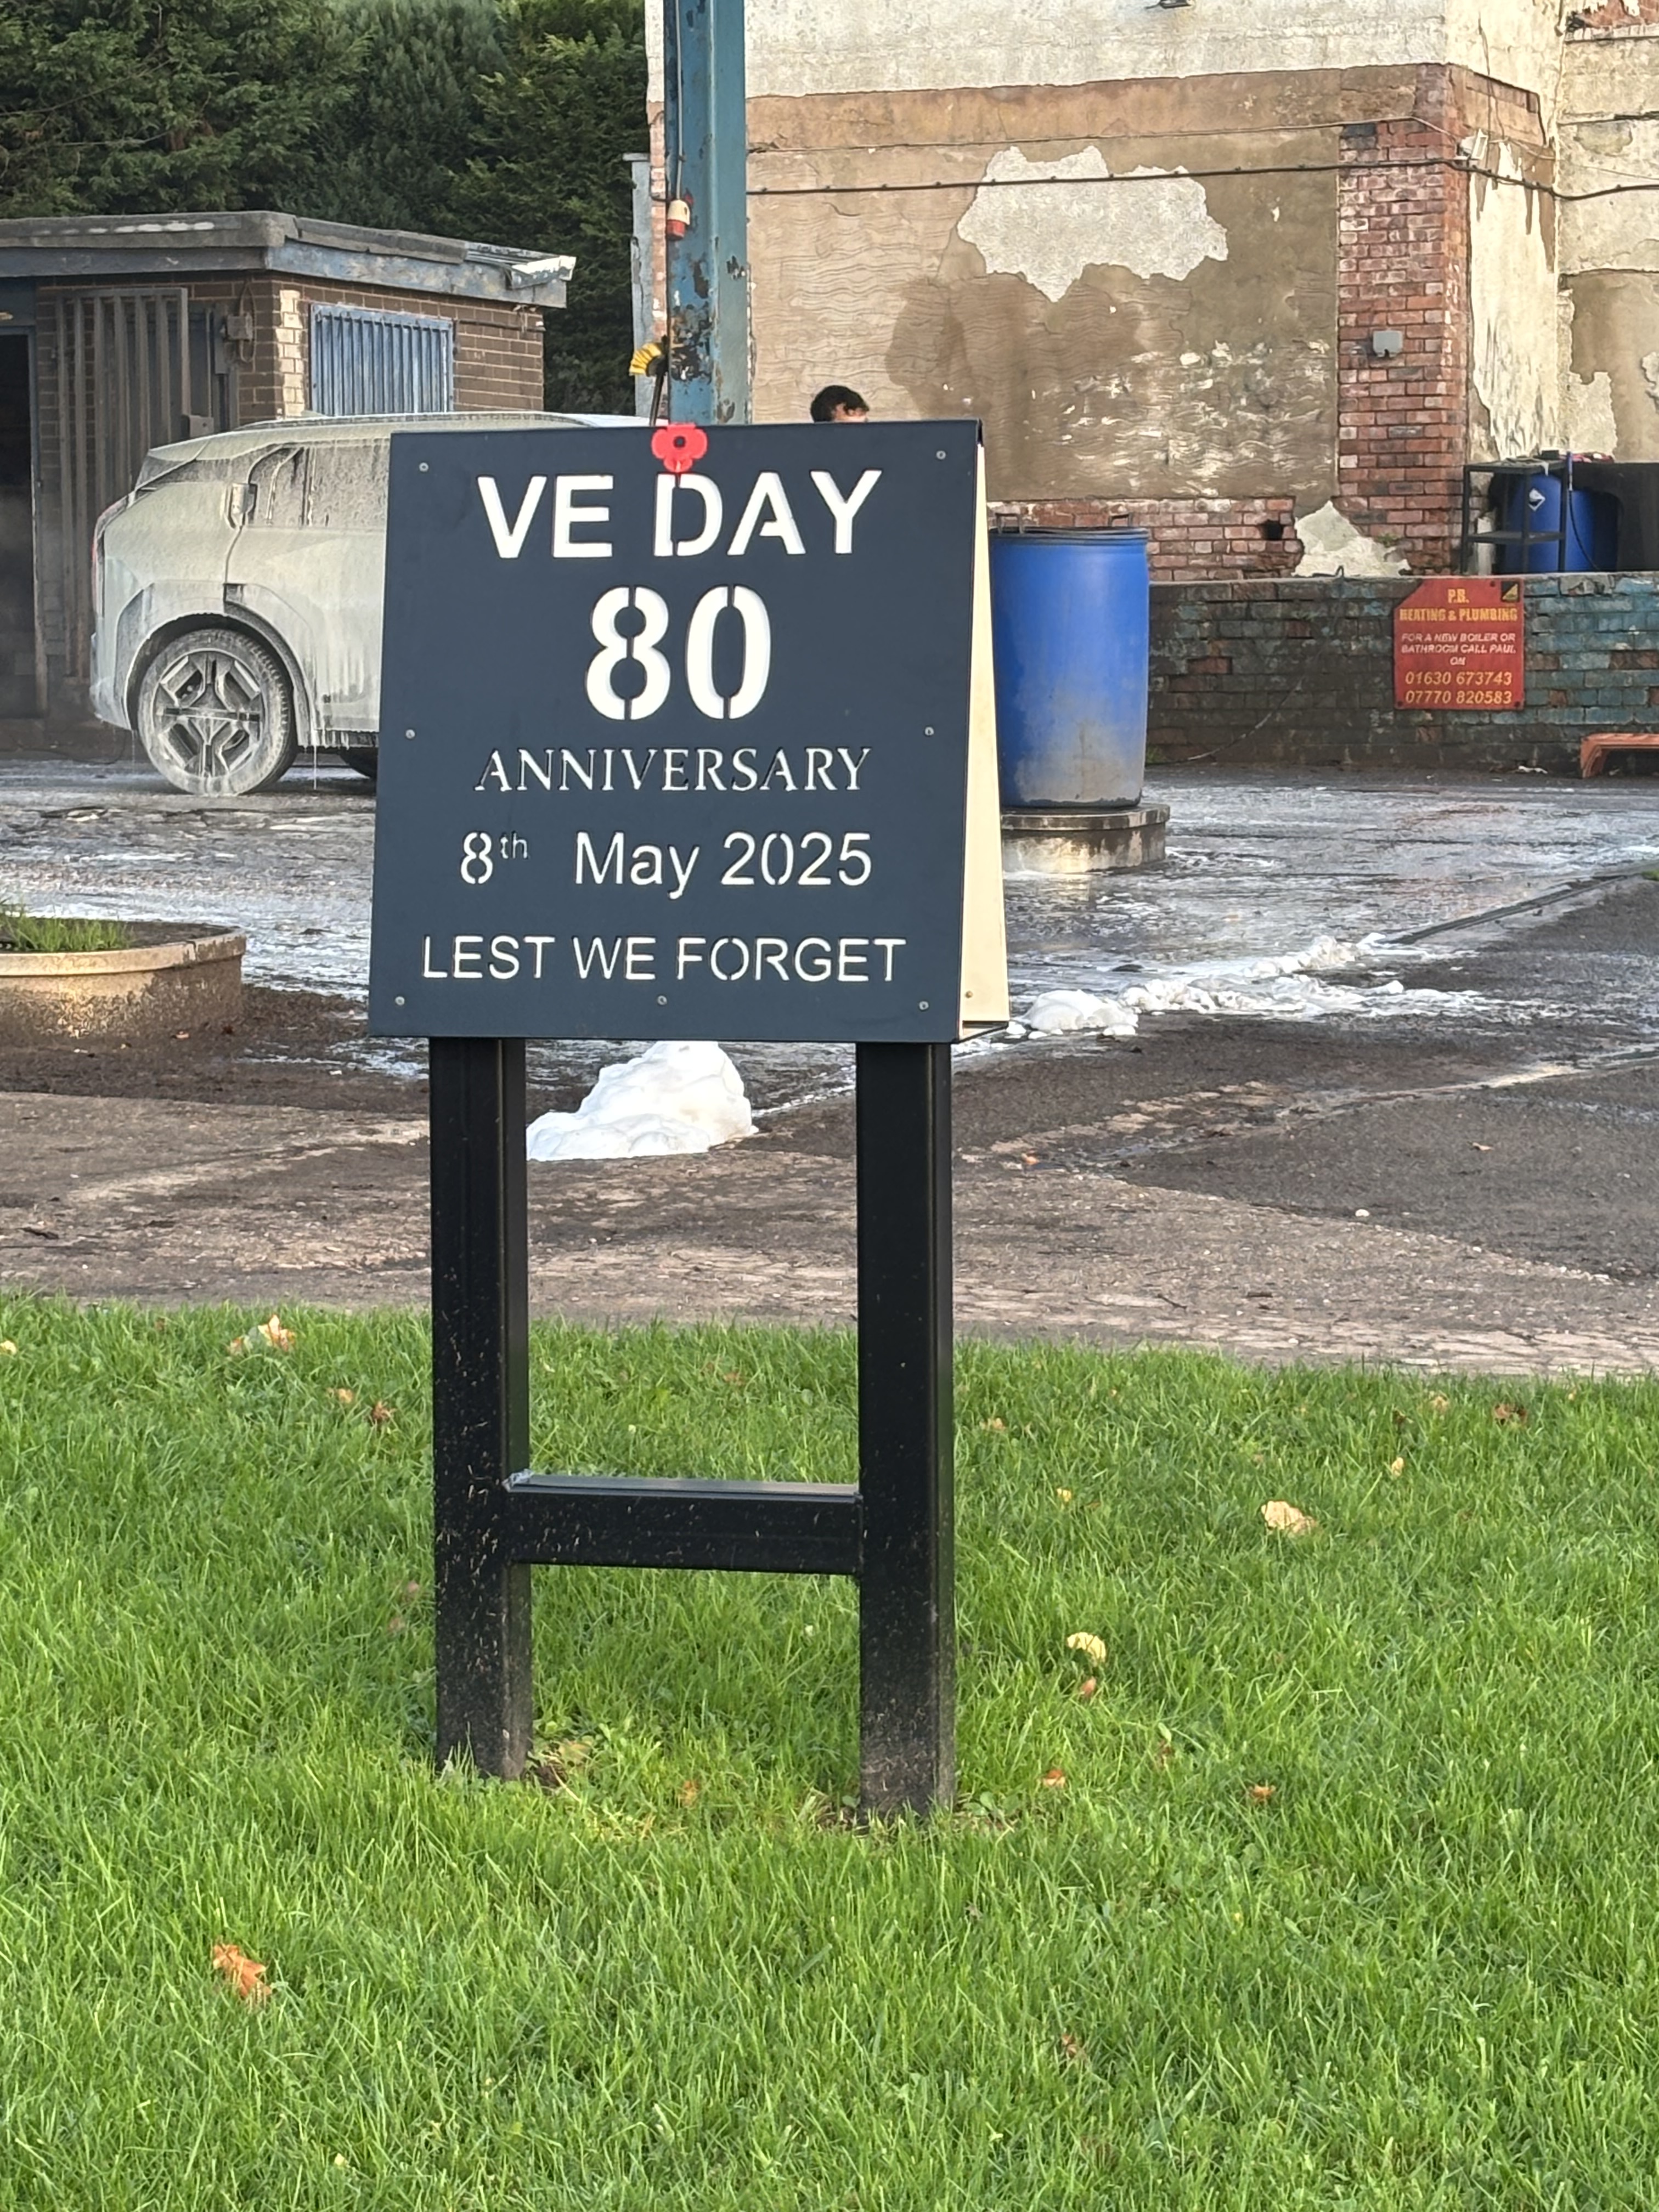 VE DAY
80
ANNIVERSARY
8th May 2025
LEST WE FORGET
P.R.
HEATING & PLUMBING
FOR A NEW BOILER OR
BATHROOM CALL PAUL
ON
01630 673743
07770 820583